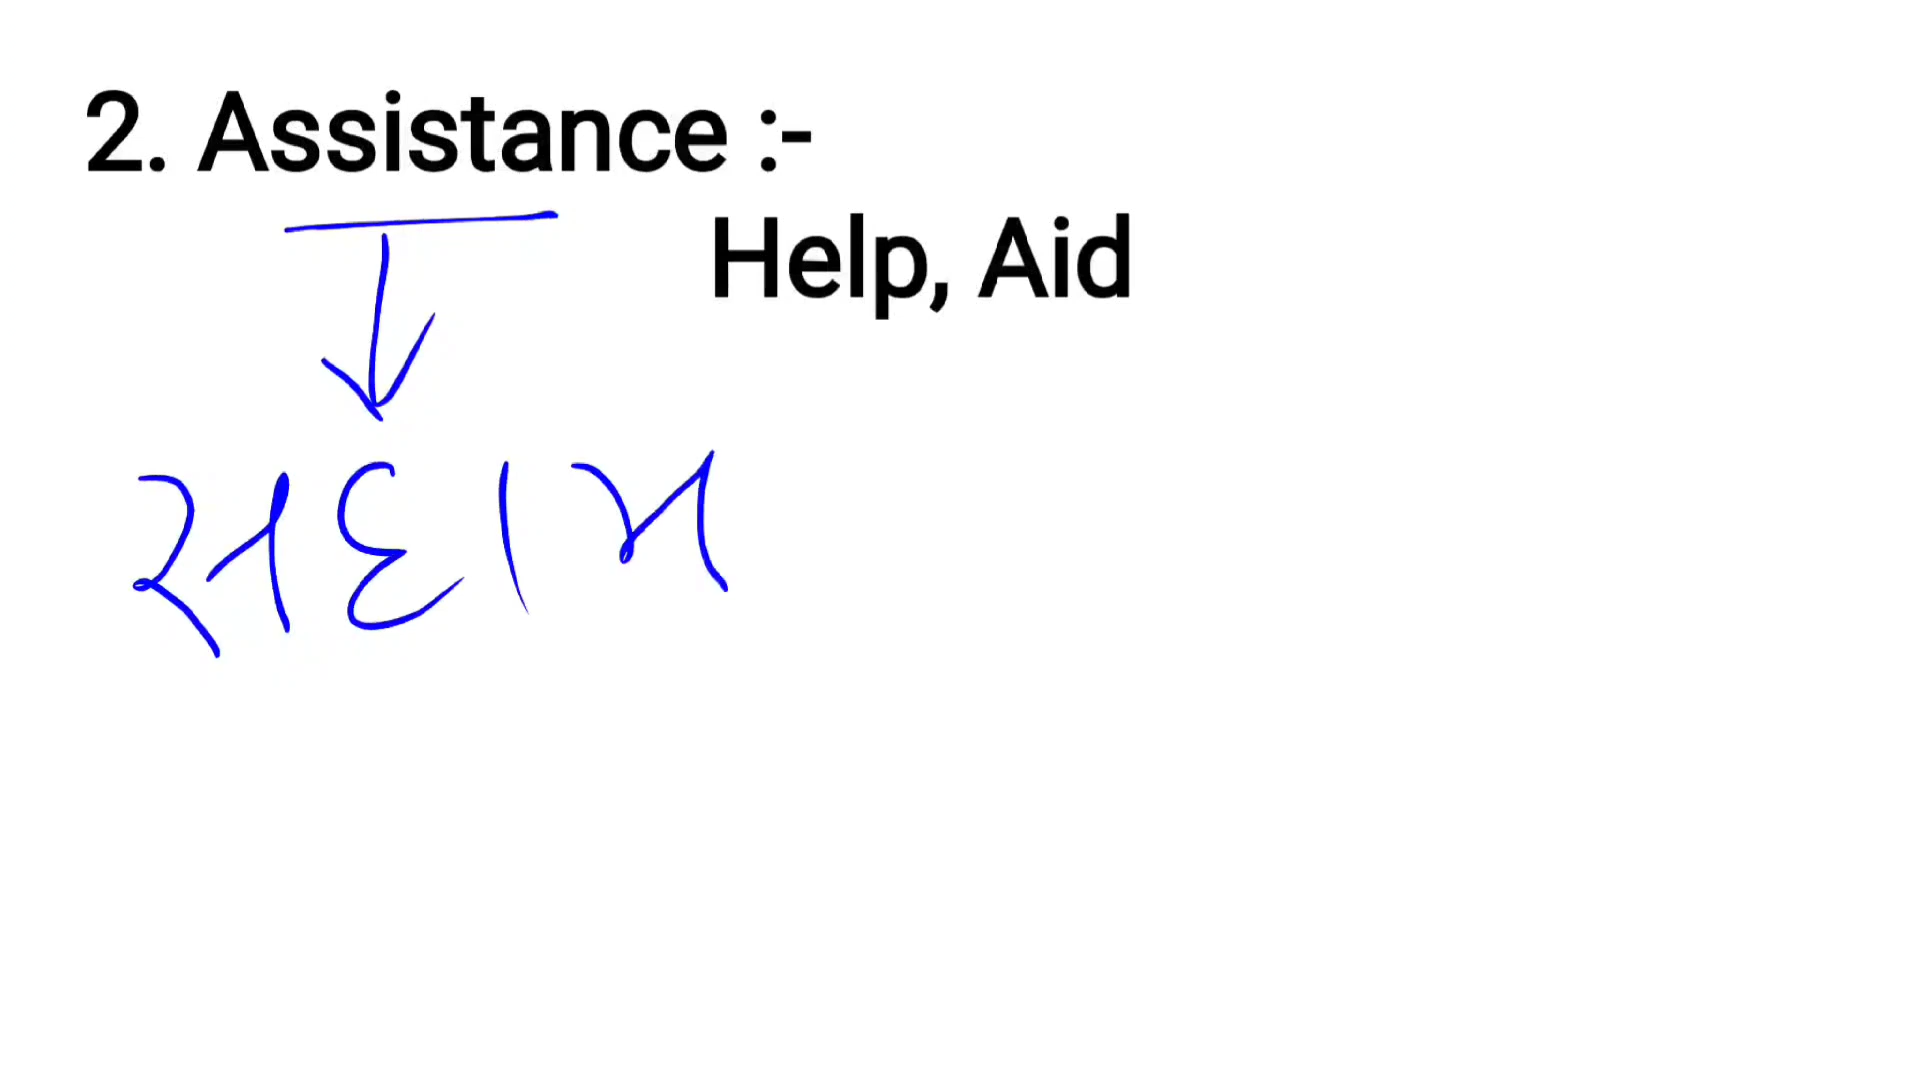 2. Assistance :-
Help, Aid
સહાય